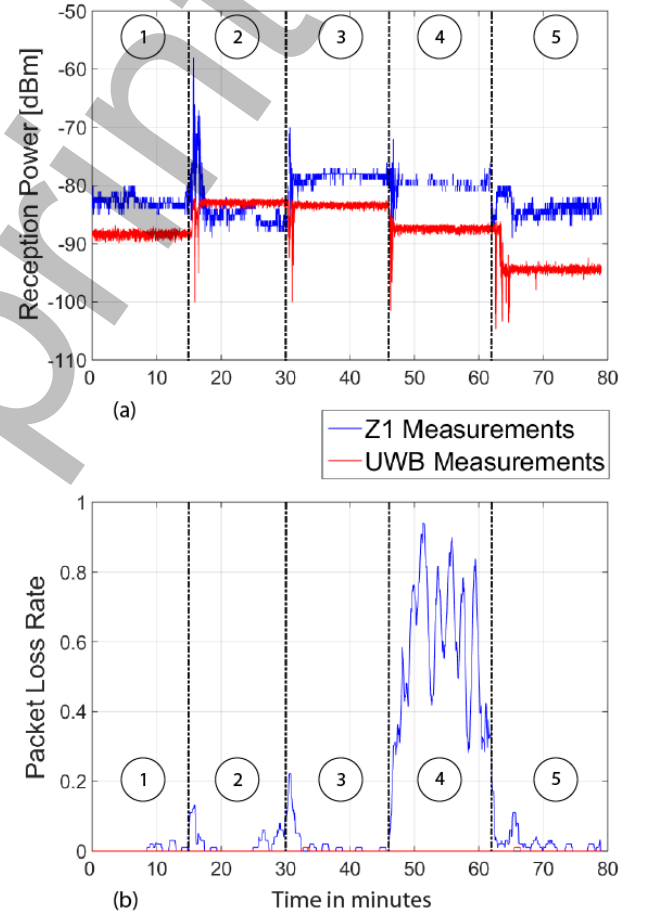 -50
1 2 3 4 5
-60
-70
-80
-90
-100
-110
Reception Power [dBm]
0 10 20 30 40 50 60 70 80
(a)
Z1 Measurements
UWB Measurements
1
0.8
0.6
0.4
0.2
0
Packet Loss Rate
1 2 3 4 5
0 10 20 30 40 50 60 70 80
(b) Time in minutes
print